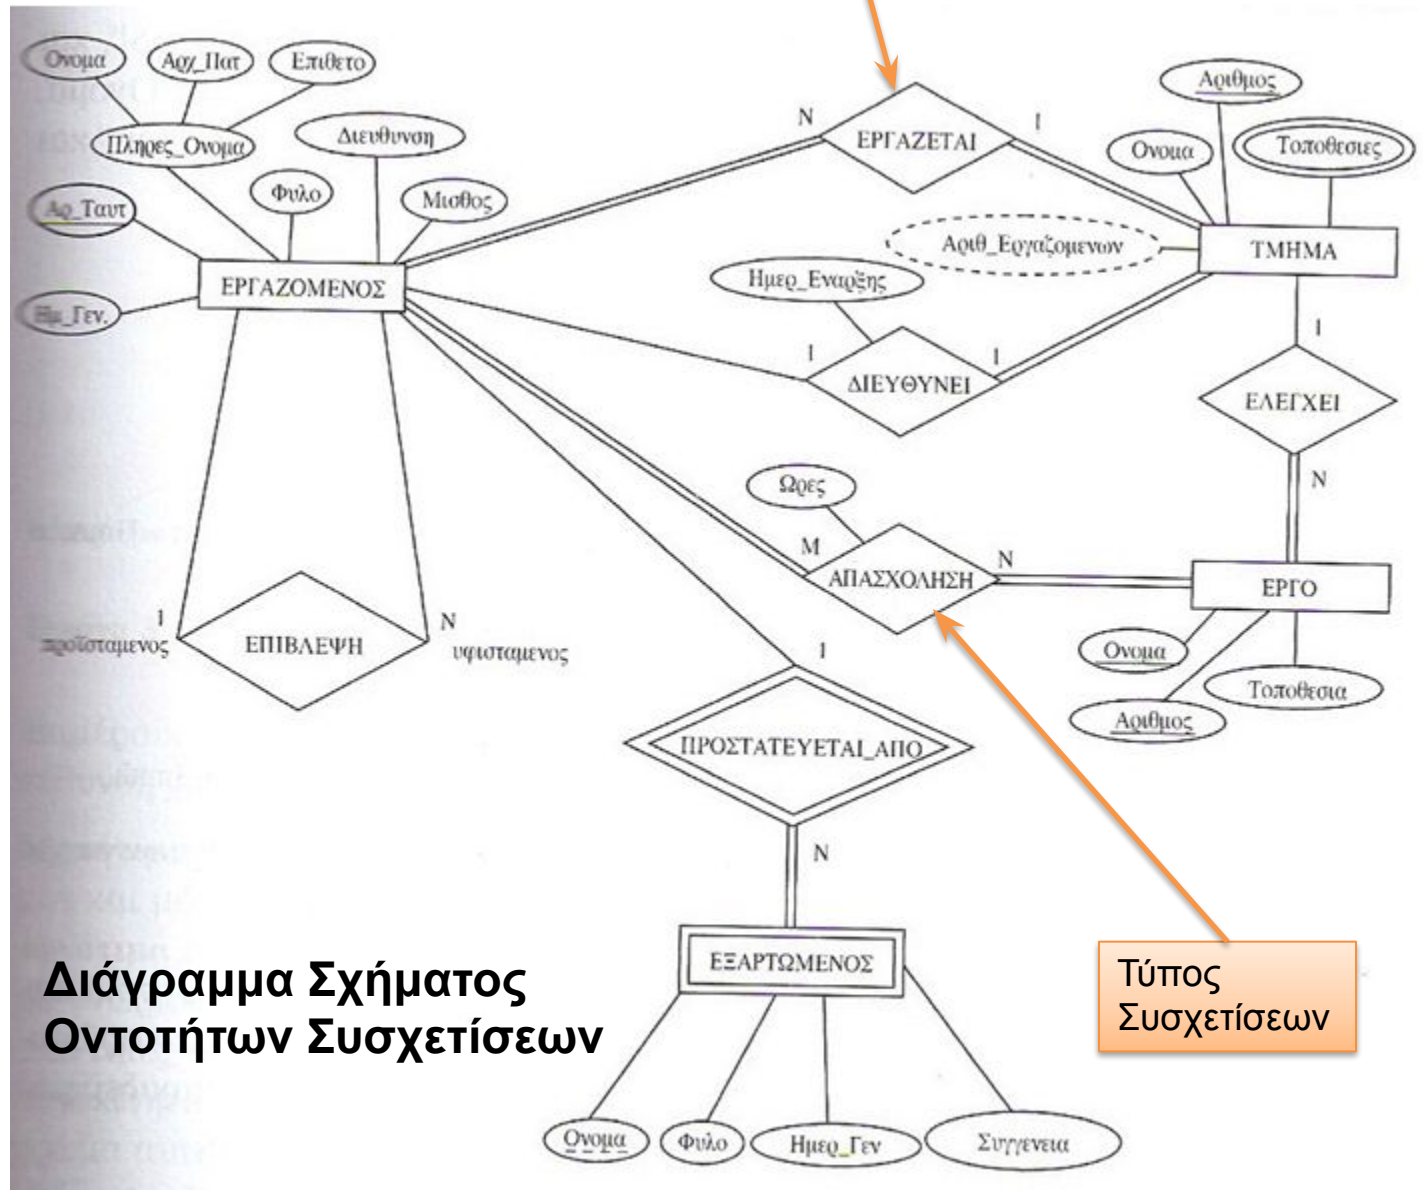 Ονομα
Αρχ_Πατ
Επιθετο
Πληρες_Ονομα
Διευθυνση
Αρ_Ταυτ
Φυλο
Μισθος
ΕΡΓΑΖΟΜΕΝΟΣ
Ημ_Γεν.
Ν
ΕΡΓΑΖΕΤΑΙ
1
Αριθμος
Ονομα
Τοποθεσιες
Αριθ_Εργαζομενων
ΤΜΗΜΑ
Ημερ_Εναρξης
1
ΔΙΕΥΘΥΝΕΙ
1
1
ΕΛΕΓΧΕΙ
Ν
Ωρες
Μ
ΑΠΑΣΧΟΛΗΣΗ
Ν
ΕΡΓΟ
Ονομα
Αριθμος
Τοποθεσια
1
προϊσταμενος
ΕΠΙΒΛΕΨΗ
Ν
υφισταμενος
1
ΠΡΟΣΤΑΤΕΥΕΤΑΙ_ΑΠΟ
Ν
ΕΞΑΡΤΩΜΕΝΟΣ
Ονομα
Φυλο
Ημερ_Γεν
Συγγενεια
Διάγραμμα Σχήματος
Οντοτήτων Συσχετίσεων
Τύπος
Συσχετίσεων